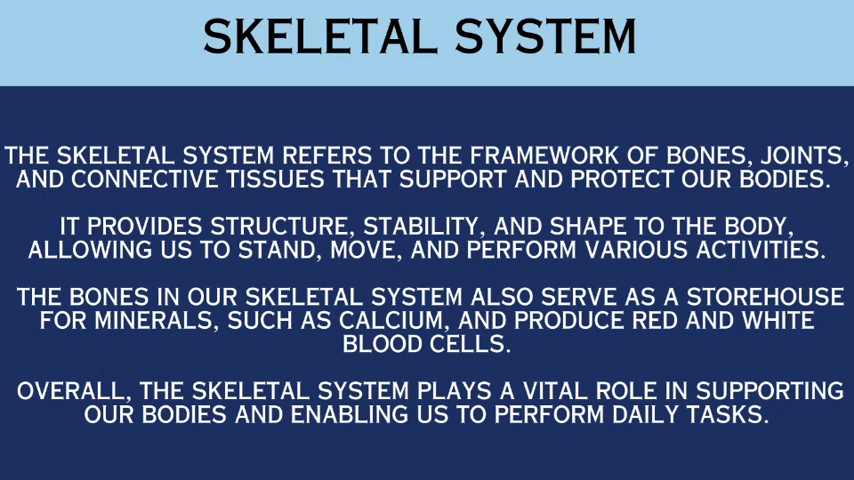 SKELETAL SYSTEM
THE SKELETAL SYSTEM REFERS TO THE FRAMEWORK OF BONES, JOINTS,
AND CONNECTIVE TISSUES THAT SUPPORT AND PROTECT OUR BODIES.
IT PROVIDES STRUCTURE, STABILITY, AND SHAPE TO THE BODY,
ALLOWING US TO STAND, MOVE, AND PERFORM VARIOUS ACTIVITIES.
THE BONES IN OUR SKELETAL SYSTEM ALSO SERVE AS A STOREHOUSE
FOR MINERALS, SUCH AS CALCIUM, AND PRODUCE RED AND WHITE
BLOOD CELLS.
OVERALL, THE SKELETAL SYSTEM PLAYS A VITAL ROLE IN SUPPORTING
OUR BODIES AND ENABLING US TO PERFORM DAILY TASKS.